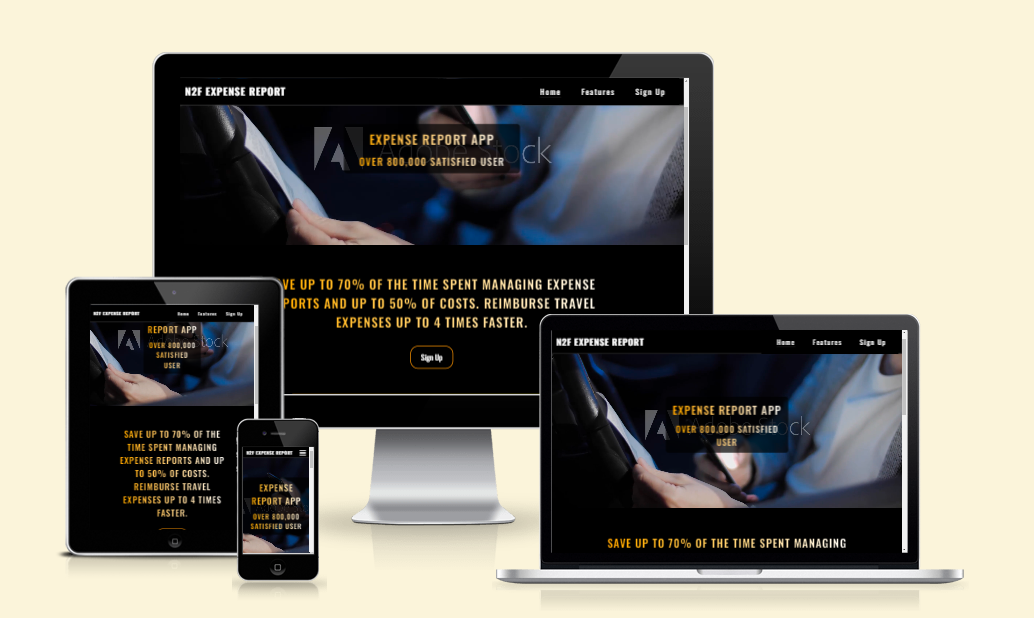 N2F EXPENSE REPORT
Home Features Sign Up
Adobe Stock
EXPENSE REPORT APP
OVER 800,000 SATISFIED USER
VE UP TO 70% OF THE TIME SPENT MANAGING EXPENSE
PORTS AND UP TO 50% OF COSTS. REIMBURSE TRAVEL
EXPENSES UP TO 4 TIMES FASTER.
Sign Up
N2F EXPENSE REPORT
Home Features Sign Up
REPORT APP
OVER 800,000
SATISFIED
USER
SAVE UP TO 70% OF THE
TIME SPENT MANAGING
EXPENSE REPORTS AND UP
TO 50% OF COSTS.
REIMBURSE TRAVEL
EXPENSES UP TO 4 TIMES
FASTER.
N2F EXPENSE REPORT
EXPENSE
REPORT APP
OVER 800,000
SATISFIED USER
N2F EXPENSE REPORT
Home Features Sign Up
EXPENSE REPORT APP
OVER 800,000 SATISFIED
USER
SAVE UP TO 70% OF THE TIME SPENT MANAGING